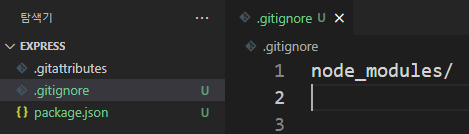 탐색기 ...
EXPRESS
.gitattributes
.gitignore U
{} package.json U
.gitignore U ×
.gitignore
1 node_modules/
2
3